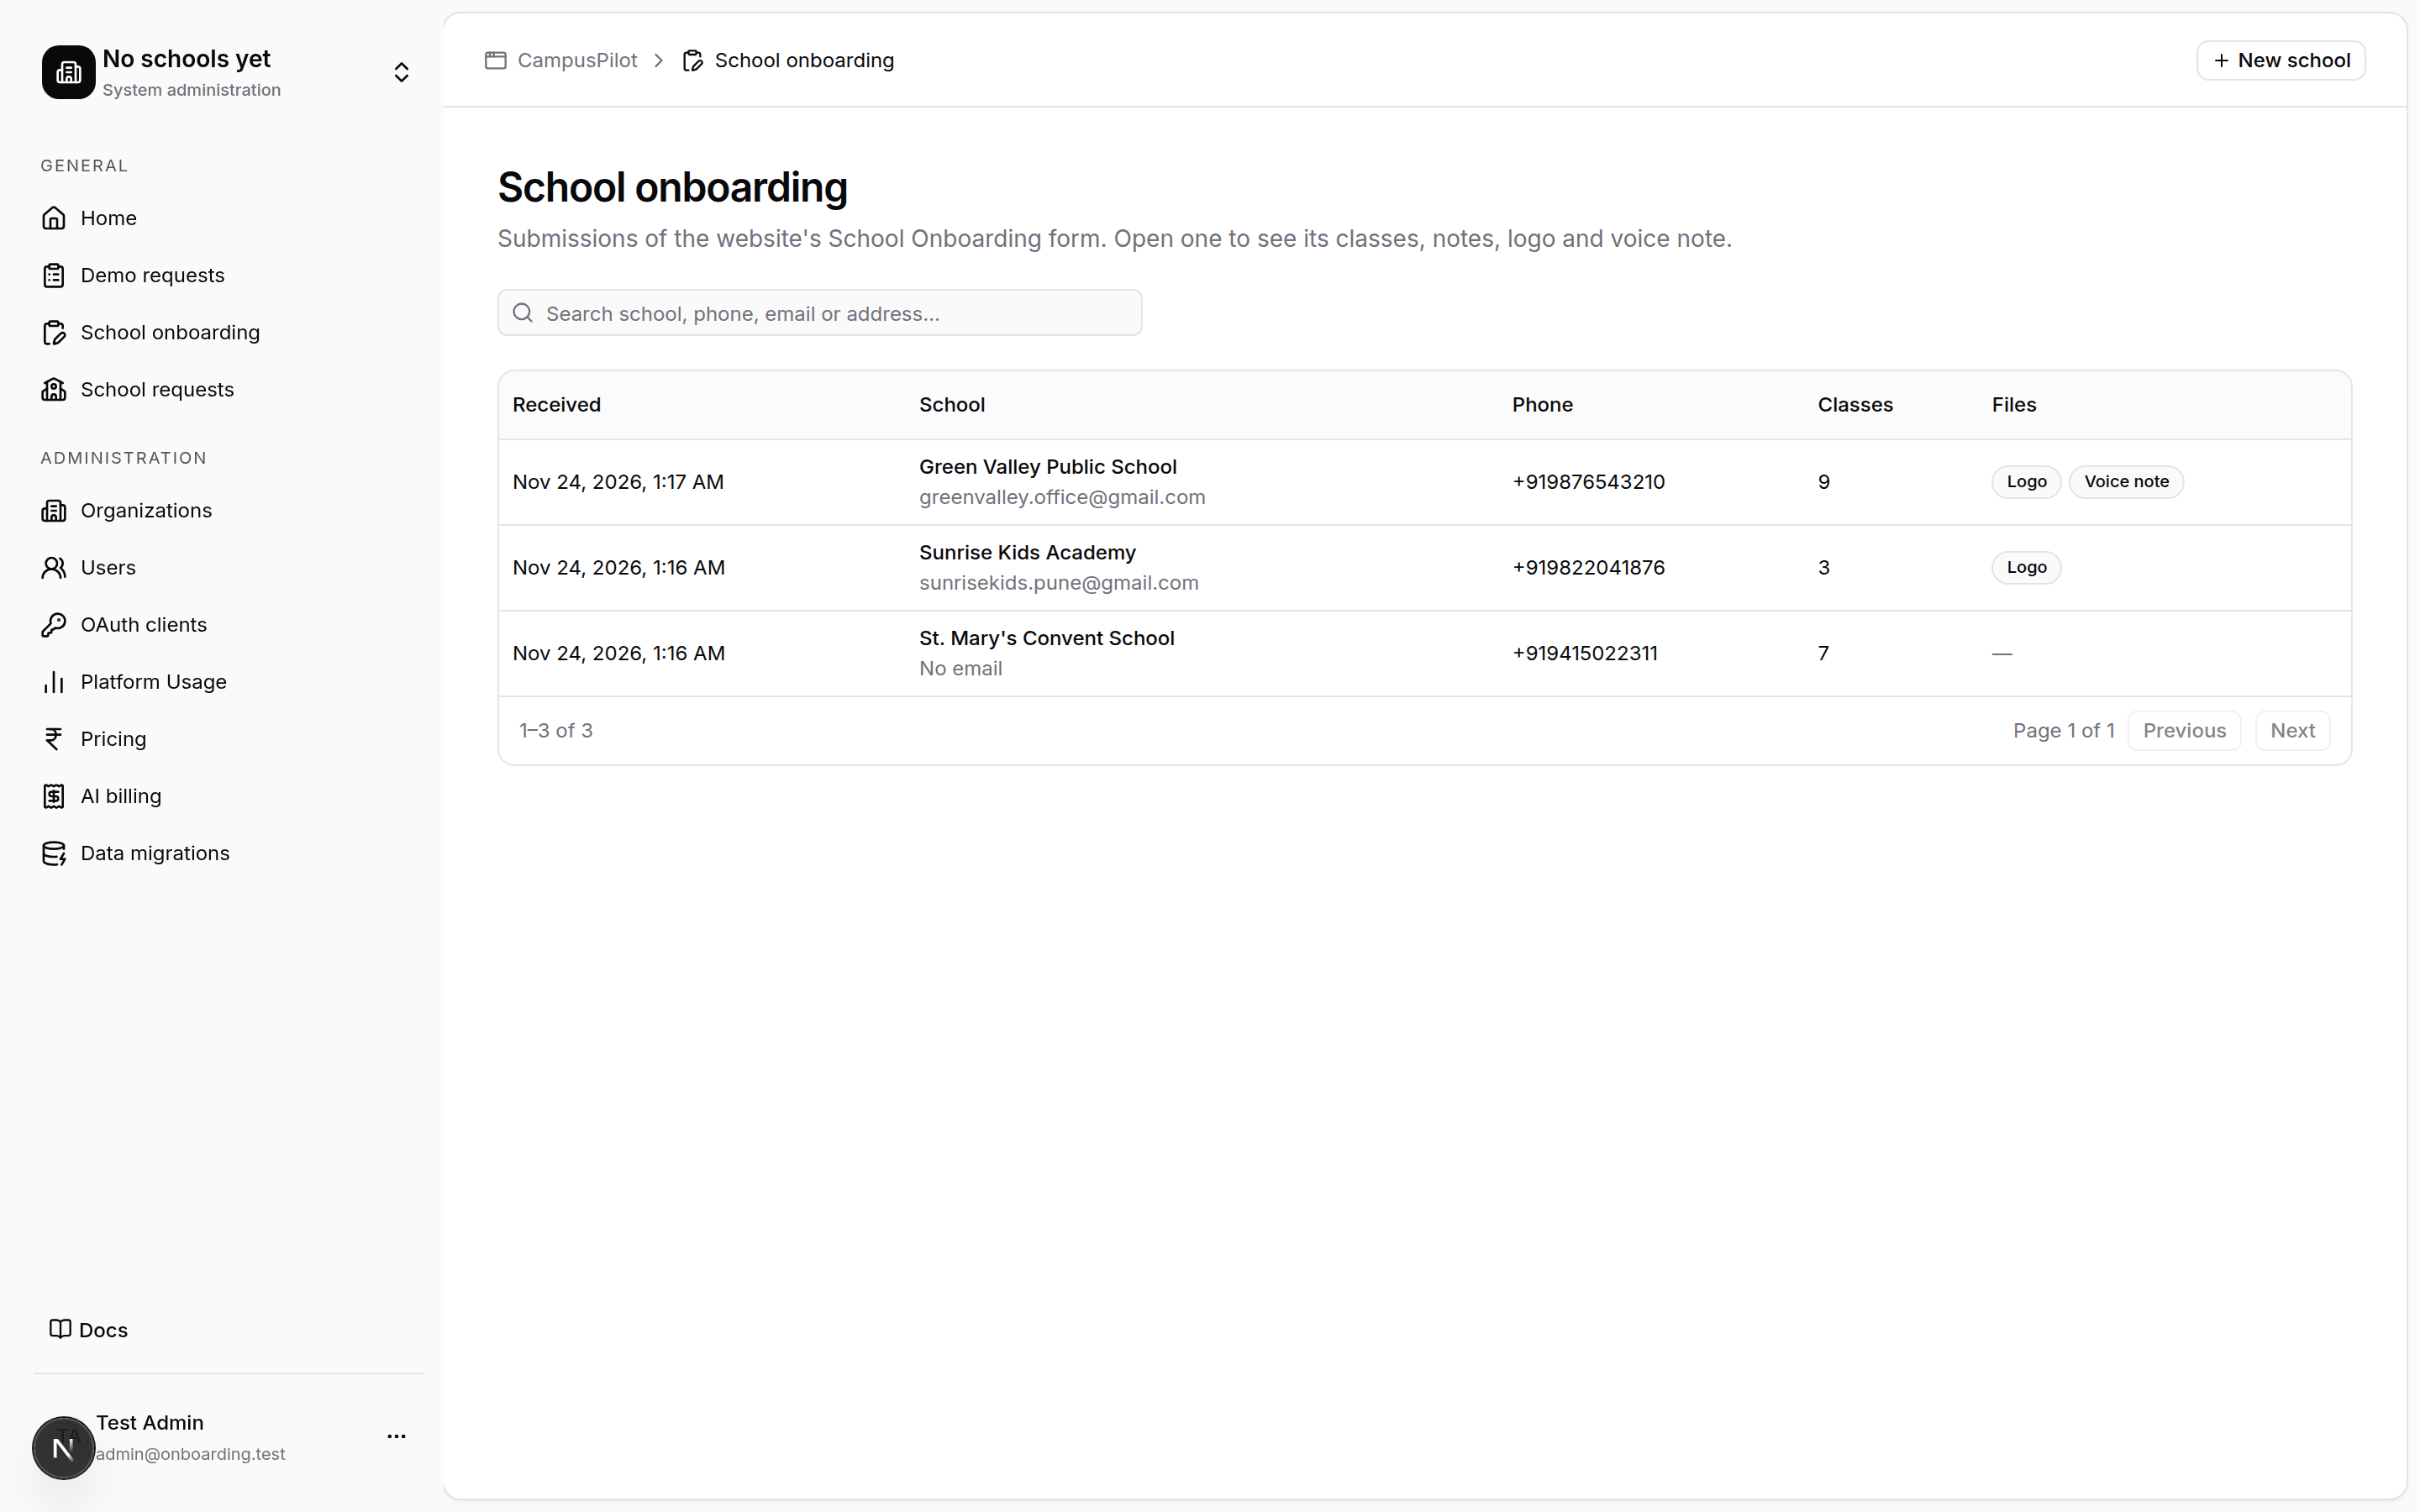 No schools yet
System administration
GENERAL
Home
Demo requests
School onboarding
School requests
ADMINISTRATION
Organizations
Users
OAuth clients
Platform Usage
Pricing
AI billing
Data migrations
Docs
Test Admin
admin@onboarding.test
N
CampusPilot
School onboarding
+ New school
School onboarding
Submissions of the website's School Onboarding form. Open one to see its classes, notes, logo and voice note.
Search school, phone, email or address...
Received School Phone Classes Files
Nov 24, 2026, 1:17 AM Green Valley Public School +919876543210 9 Logo Voice note
greenvalley.office@gmail.com
Nov 24, 2026, 1:16 AM Sunrise Kids Academy +919822041876 3 Logo
sunrisekids.pune@gmail.com
Nov 24, 2026, 1:16 AM St. Mary's Convent School +919415022311 7 —
No email
1–3 of 3 Page 1 of 1 Previous Next